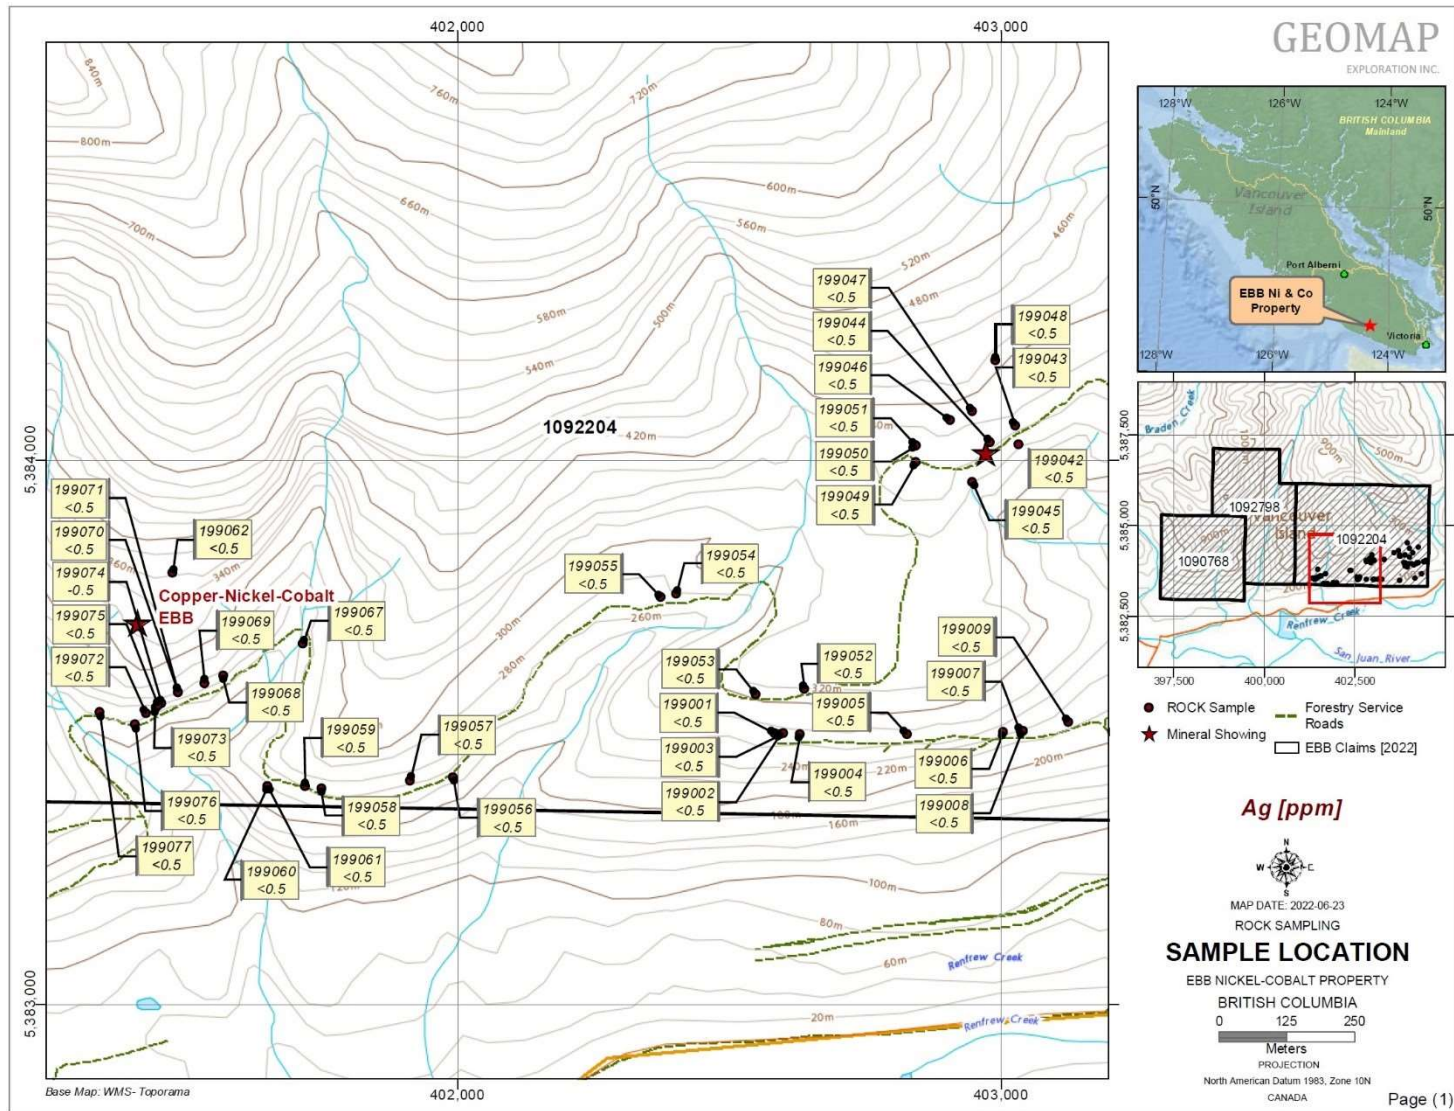 402,000
403,000
GEOMAP
EXPLORATION INC.
840m
800m
760m
720m
700m
660m
600m
560m
460m
520m
480m
580m
500m
540m
1092204
420m
5,384,000
199047
<0.5
199044
<0.5
199046
<0.5
199051
<0.5
199050
<0.5
199049
<0.5
199048
<0.5
199043
<0.5
199042
<0.5
199045
<0.5
199071
<0.5
199070
<0.5
199074
-0.5
199075
<0.5
199072
<0.5
199062
<0.5
340m
Copper-Nickel-Cobalt
EBB
199069
<0.5
199067
<0.5
199068
<0.5
199073
<0.5
199076
<0.5
199077
<0.5
300m
280m
260m
199055
<0.5
199054
<0.5
199059
<0.5
199057
<0.5
199058
<0.5
199056
<0.5
199060
<0.5
199061
<0.5
199053
<0.5
199052
<0.5
320m
199001
<0.5
199003
<0.5
199002
<0.5
199005
<0.5
199004
<0.5
240m
220m
199009
<0.5
199007
<0.5
199006
<0.5
199008
<0.5
200m
160m
100m
80m
60m
20m
Renfrew Creek
Renfrew_Creek
5,383,000
Base Map: WMS- Toporama
402,000
403,000
128°W
126°W
124°W
BRITISH COLUMBIA
Mainland
50°N
50°N
Vancouver
Island
Port Alberni
EBB Ni & Co
Property
Victoria
128°W
126°W
124°W
Braden_Creek
900m
500m
5,387,500
5,385,000
5,382,500
1092798
Vancouver
Island
1092204
1090768
900m
Renfrew_Creek
San_Juan_River
397,500
400,000
402,500
ROCK Sample
Forestry Service
Roads
Mineral Showing
EBB Claims [2022]
Ag [ppm]
N
W
E
S
MAP DATE: 2022-06-23
ROCK SAMPLING
SAMPLE LOCATION
EBB NICKEL-COBALT PROPERTY
BRITISH COLUMBIA
0 125 250
Meters
PROJECTION
North American Datum 1983, Zone 10N
CANADA
Page (1)